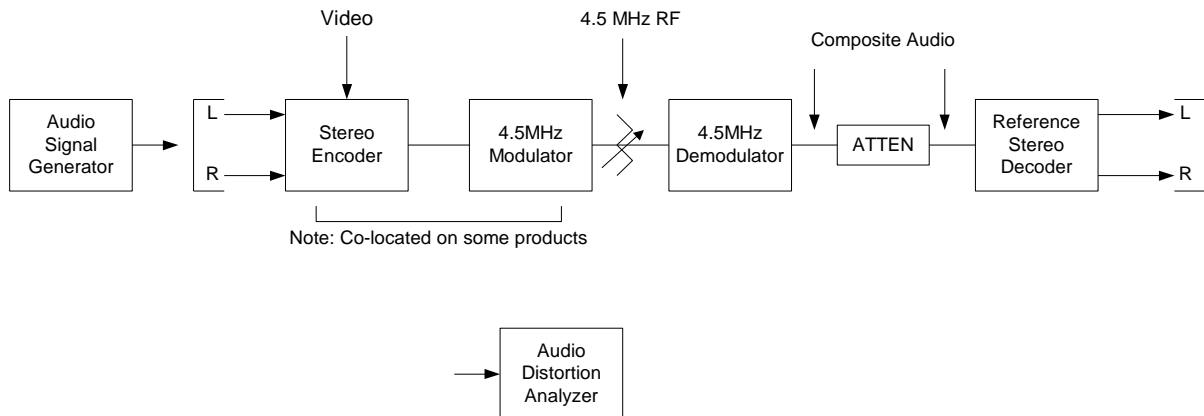 Video
4.5 MHz RF
Composite Audio
Audio
Signal
Generator
L
R
Stereo
Encoder
4.5MHz
Modulator
4.5MHz
Demodulator
ATTEN
Reference
Stereo
Decoder
L
R
Note: Co-located on some products
Audio
Distortion
Analyzer